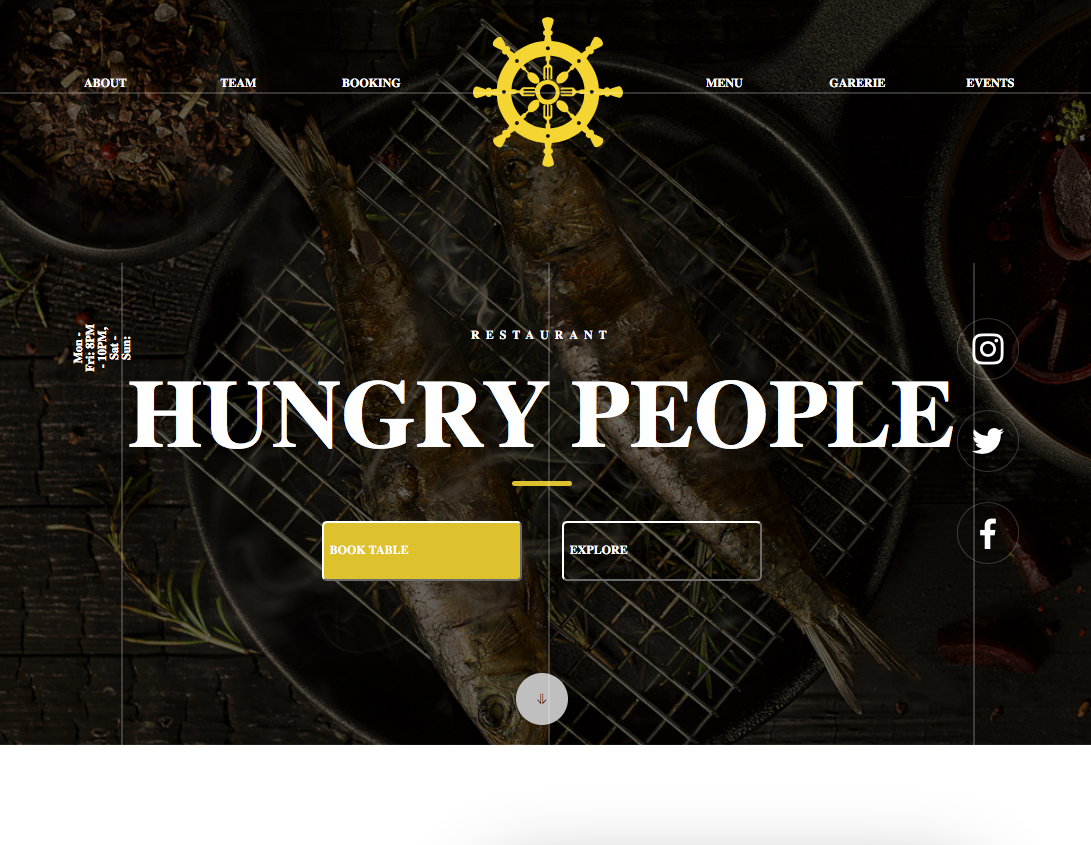 ABOUT TEAM BOOKING MENU GARERIE EVENTS
Mon -
Fri: 8PM
- 10PM,
Sat -
Sun:
RESTAURANT
HUNGRY PEOPLE
BOOK TABLE EXPLORE